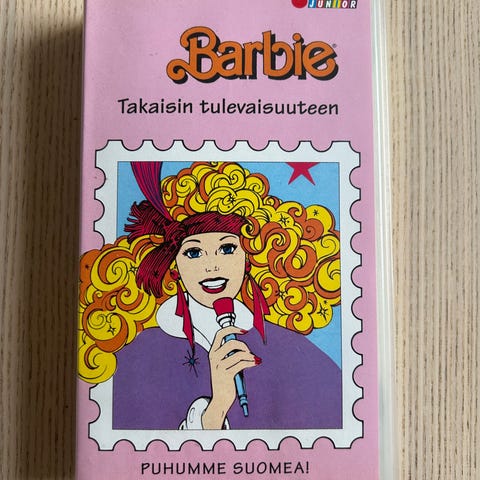 JUNIOR
Barbie®
Takaisin tulevaisuuteen
PUHUMME SUOMEA!